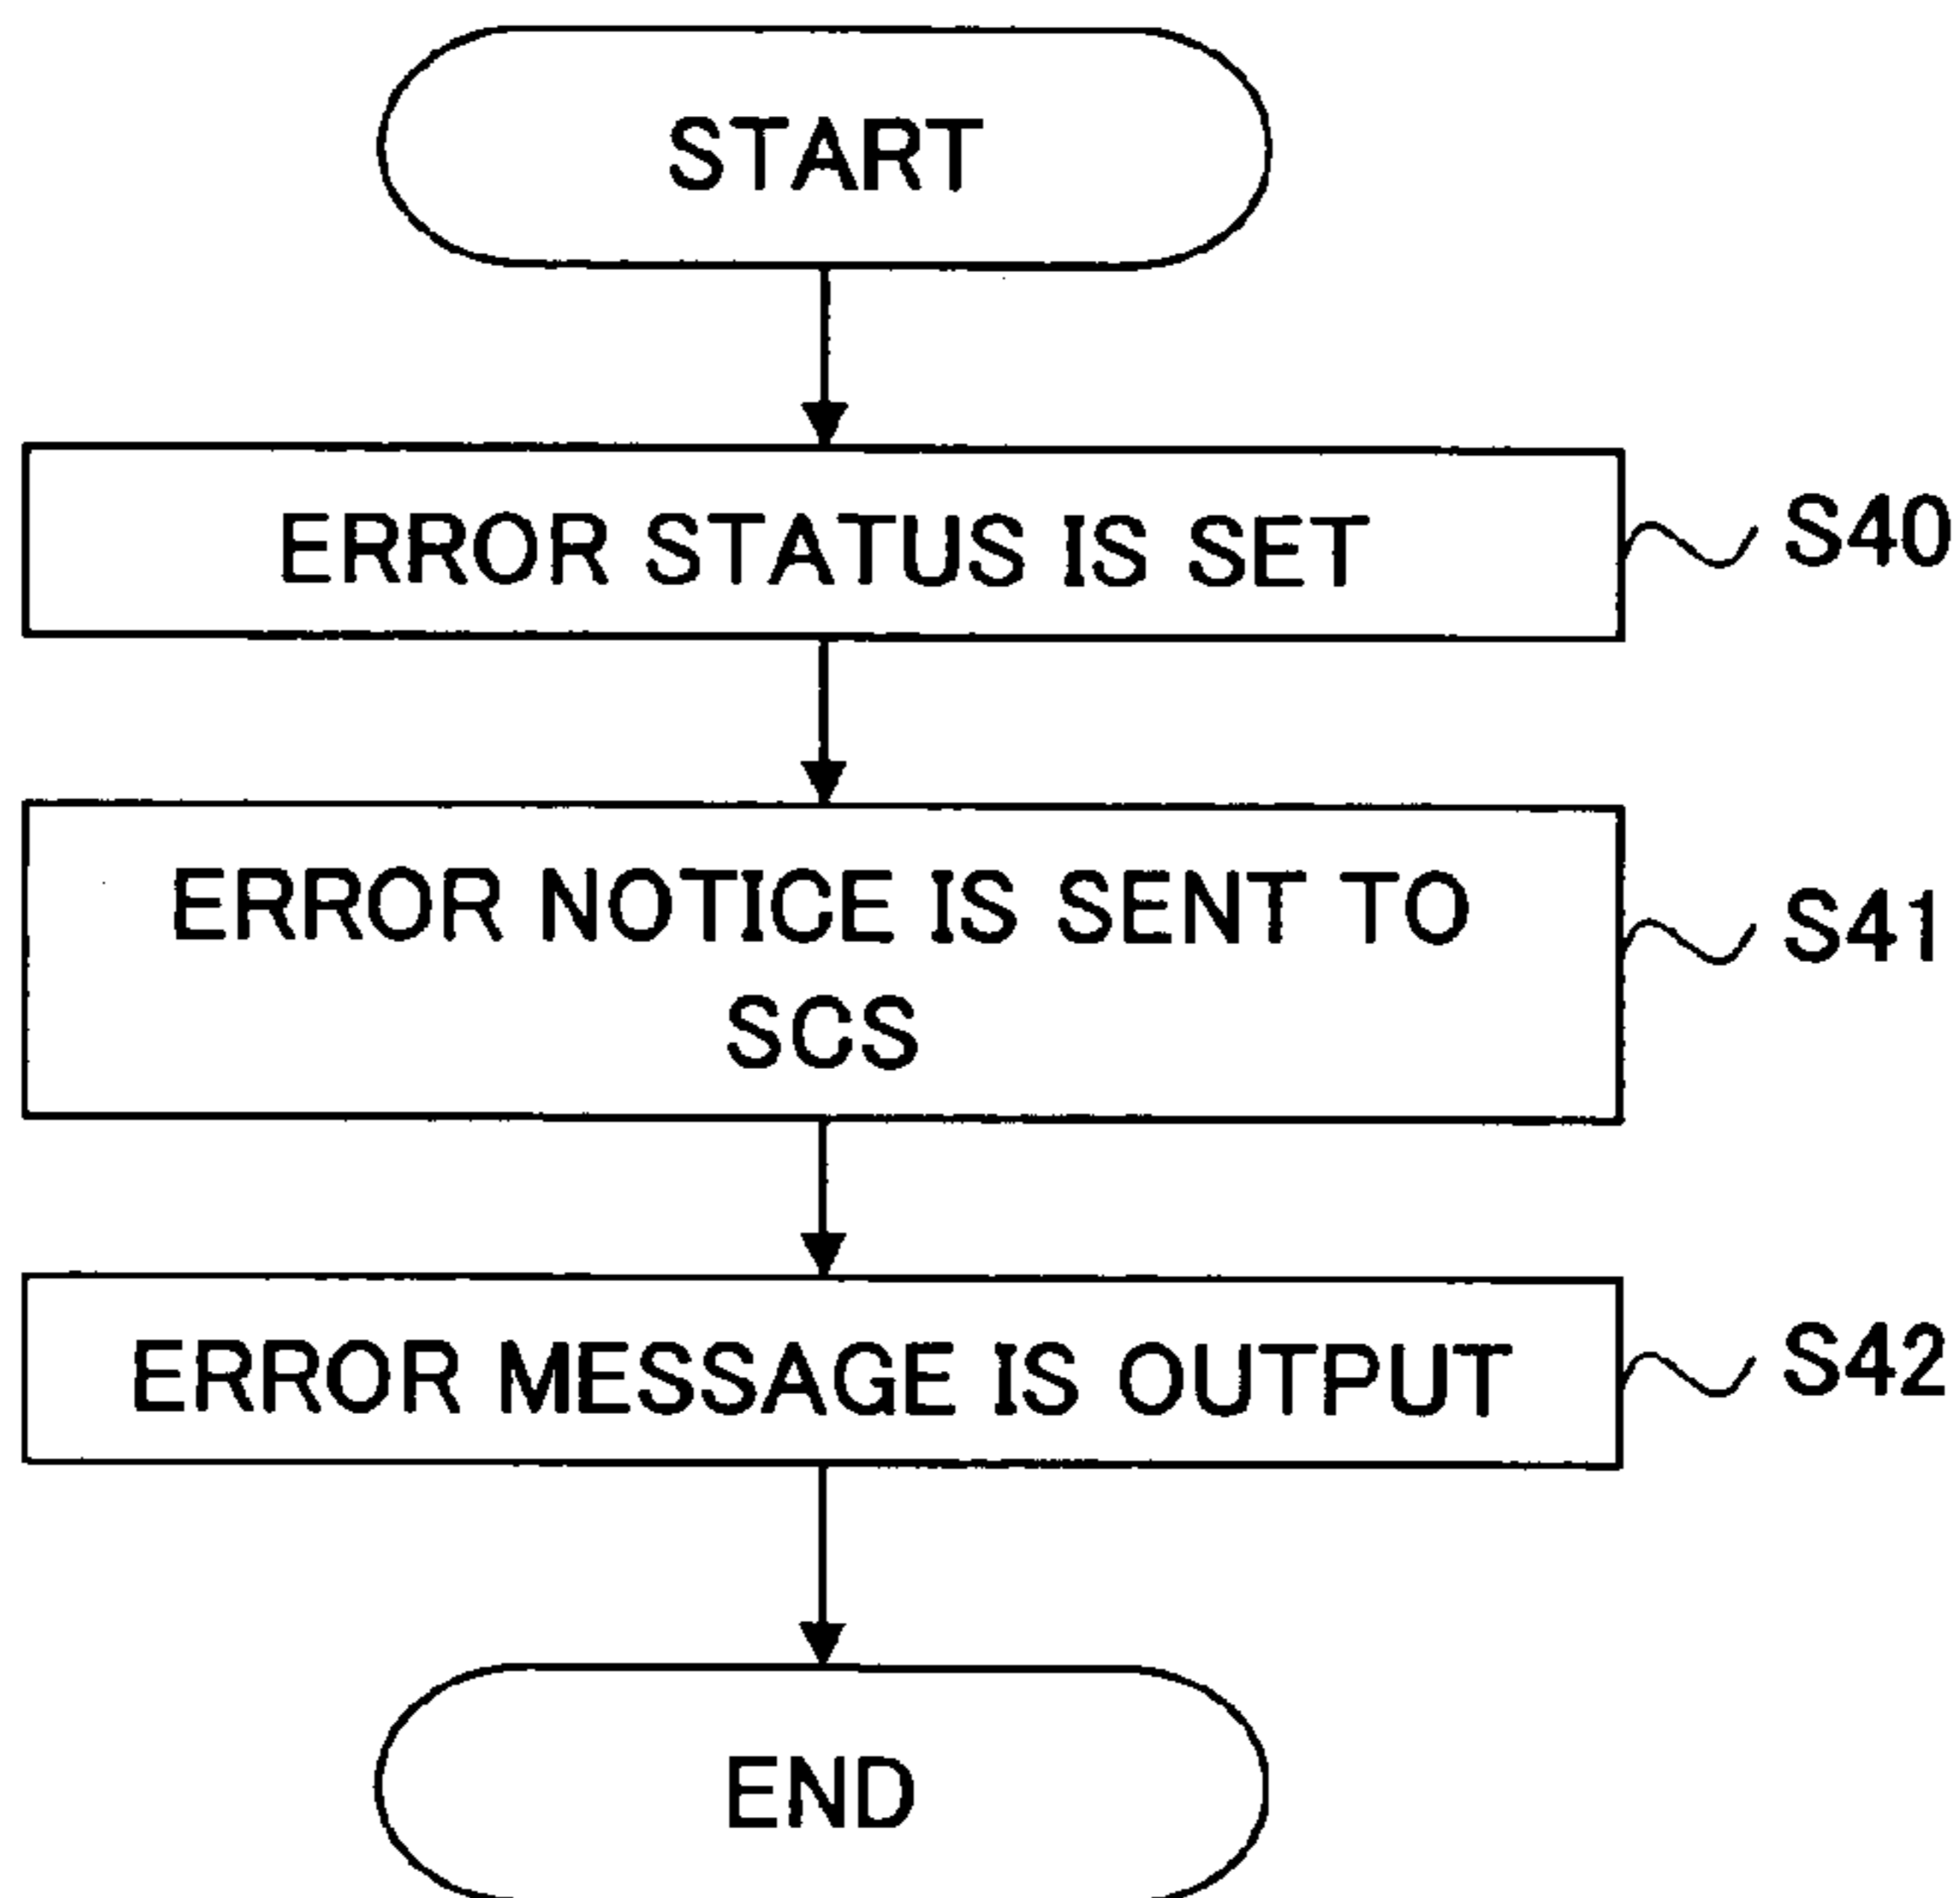 START
ERROR STATUS IS SET
S40
ERROR NOTICE IS SENT TO
SCS
S41
ERROR MESSAGE IS OUTPUT
S42
END